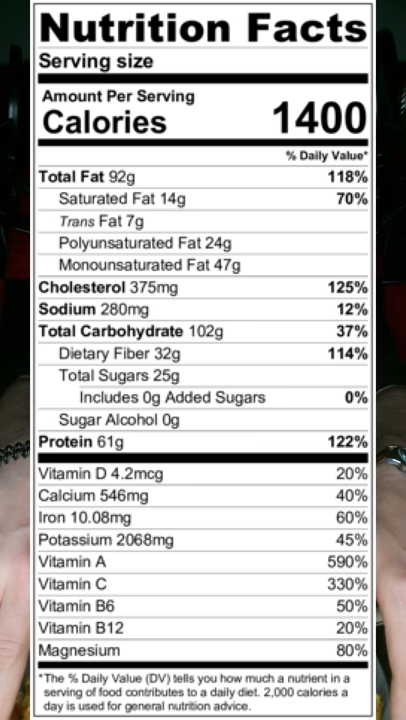 Nutrition Facts
Serving size
Amount Per Serving
Calories 1400
% Daily Value*
Total Fat 92g 118%
Saturated Fat 14g 70%
Trans Fat 7g
Polyunsaturated Fat 24g
Monounsaturated Fat 47g
Cholesterol 375mg 125%
Sodium 280mg 12%
Total Carbohydrate 102g 37%
Dietary Fiber 32g 114%
Total Sugars 25g
Includes 0g Added Sugars 0%
Sugar Alcohol 0g
Protein 61g 122%
Vitamin D 4.2mcg 20%
Calcium 546mg 40%
Iron 10.08mg 60%
Potassium 2068mg 45%
Vitamin A 590%
Vitamin C 330%
Vitamin B6 50%
Vitamin B12 20%
Magnesium 80%
*The % Daily Value (DV) tells you how much a nutrient in a
serving of food contributes to a daily diet. 2,000 calories a
day is used for general nutrition advice.